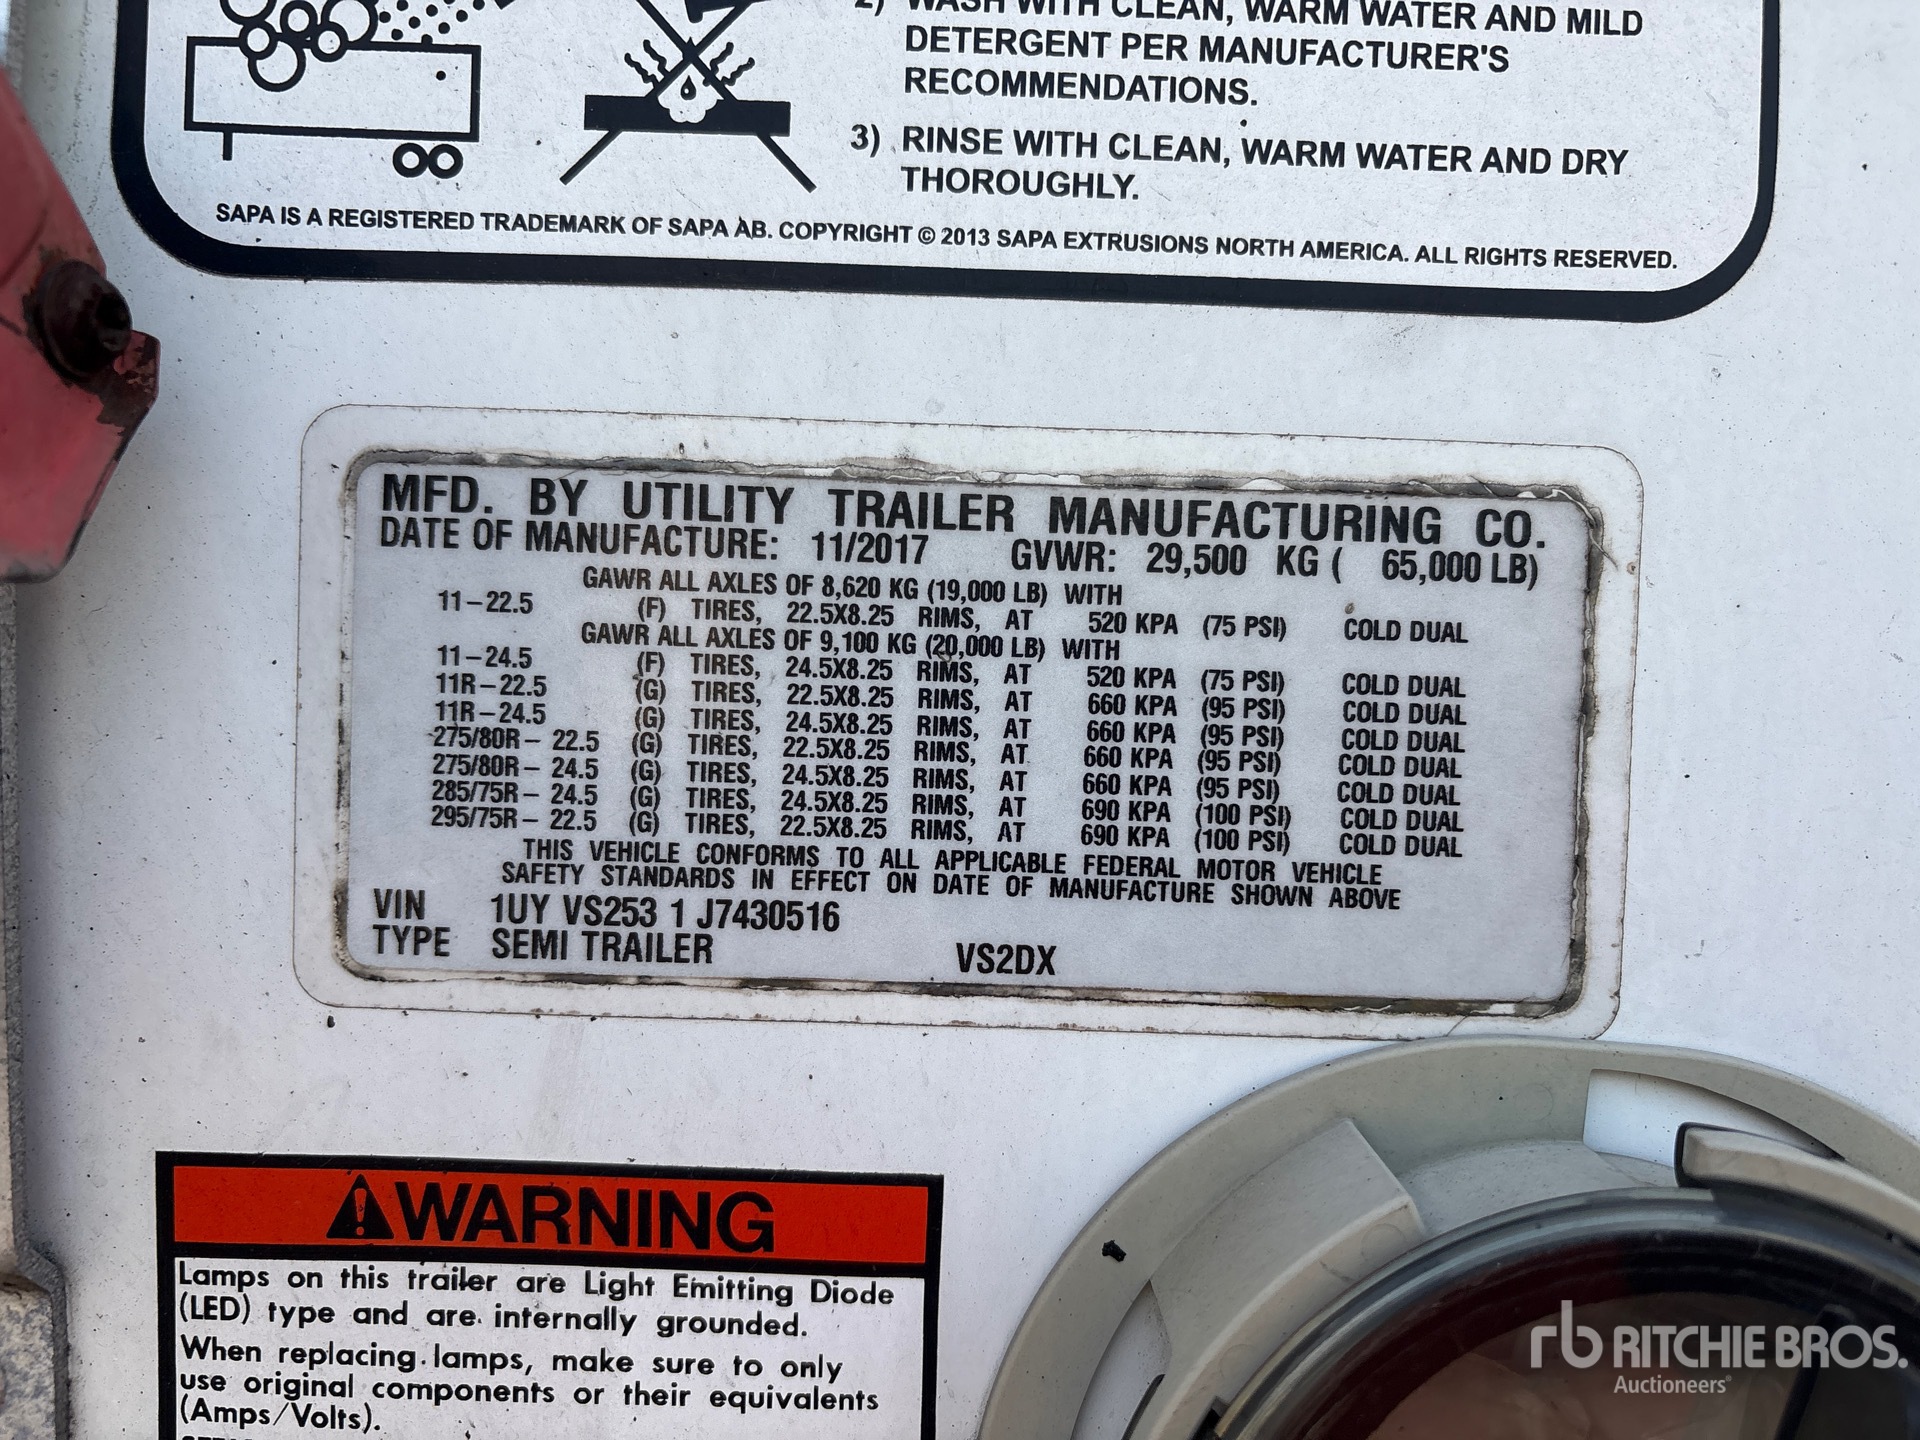 2) WASH WITH CLEAN, WARM WATER AND MILD
DETERGENT PER MANUFACTURER'S
RECOMMENDATIONS.
3) RINSE WITH CLEAN, WARM WATER AND DRY
THOROUGHLY.
SAPA IS A REGISTERED TRADEMARK OF SAPA AB. COPYRIGHT © 2013 SAPA EXTRUSIONS NORTH AMERICA. ALL RIGHTS RESERVED.
MFD. BY UTILITY TRAILER MANUFACTURING CO.
DATE OF MANUFACTURE: 11/2017 GVWR: 29,500 KG ( 65,000 LB)
GAWR ALL AXLES OF 8,620 KG (19,000 LB) WITH
11-22.5 (F) TIRES, 22.5X8.25 RIMS, AT 520 KPA (75 PSI) COLD DUAL
GAWR ALL AXLES OF 9,100 KG (20,000 LB) WITH
11-24.5 (F) TIRES, 24.5X8.25 RIMS, AT 520 KPA (75 PSI) COLD DUAL
11R-22.5 (G) TIRES, 22.5X8.25 RIMS, AT 660 KPA (95 PSI) COLD DUAL
11R-24.5 (G) TIRES, 24.5X8.25 RIMS, AT 660 KPA (95 PSI) COLD DUAL
275/80R- 22.5 (G) TIRES, 22.5X8.25 RIMS, AT 660 KPA (95 PSI) COLD DUAL
275/80R- 24.5 (G) TIRES, 24.5X8.25 RIMS, AT 660 KPA (95 PSI) COLD DUAL
285/75R- 24.5 (G) TIRES, 24.5X8.25 RIMS, AT 690 KPA (100 PSI) COLD DUAL
295/75R- 22.5 (G) TIRES, 22.5X8.25 RIMS, AT 690 KPA (100 PSI) COLD DUAL
THIS VEHICLE CONFORMS TO ALL APPLICABLE FEDERAL MOTOR VEHICLE
SAFETY STANDARDS IN EFFECT ON DATE OF MANUFACTURE SHOWN ABOVE
VIN 1UY VS253 1 J7430516
TYPE SEMI TRAILER VS2DX
WARNING
Lamps on this trailer are Light Emitting Diode
(LED) type and are internally grounded.
When replacing lamps, make sure to only
use original components or their equivalents
(Amps/Volts).
rb RITCHIE BROS.
Auctioneers